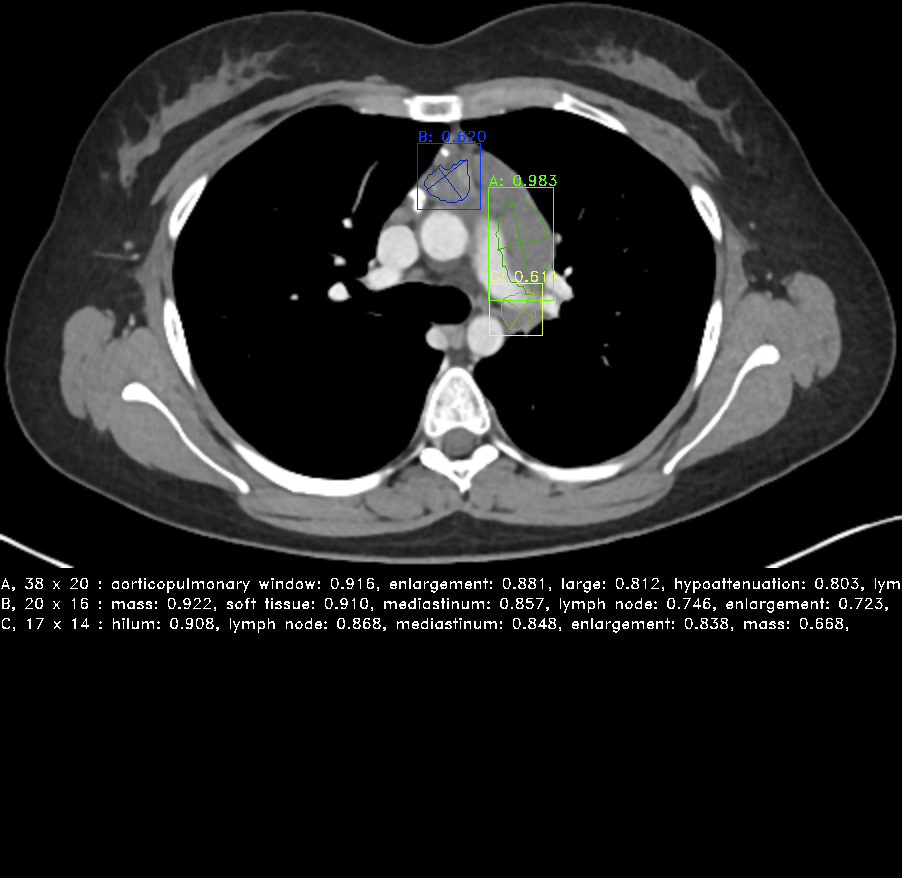 B: 0.620
A: 0.983
C: 0.611
A, 38 x 20 : aorticopulmonary window: 0.916, enlargement: 0.881, large: 0.812, hypoattenuation: 0.803, lym
B, 20 x 16 : mass: 0.922, soft tissue: 0.910, mediastinum: 0.857, lymph node: 0.746, enlargement: 0.723,
C, 17 x 14 : hilum: 0.908, lymph node: 0.868, mediastinum: 0.848, enlargement: 0.838, mass: 0.668,